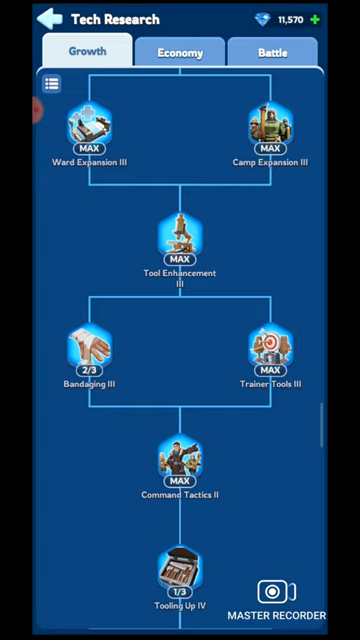 Tech Research
11,570
Growth
Economy
Battle
MAX
MAX
Ward Expansion III
Camp Expansion III
MAX
Tool Enhancement
III
2/3
MAX
Bandaging III
Trainer Tools III
MAX
Command Tactics II
1/3
Tooling Up IV
MASTER RECORDER